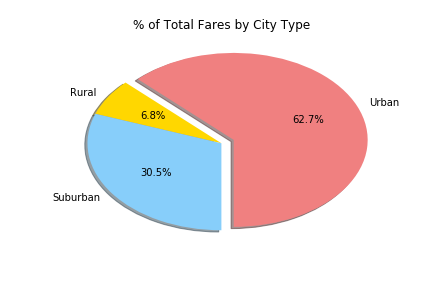 % of Total Fares by City Type
Rural
6.8%
Urban
62.7%
30.5%
Suburban